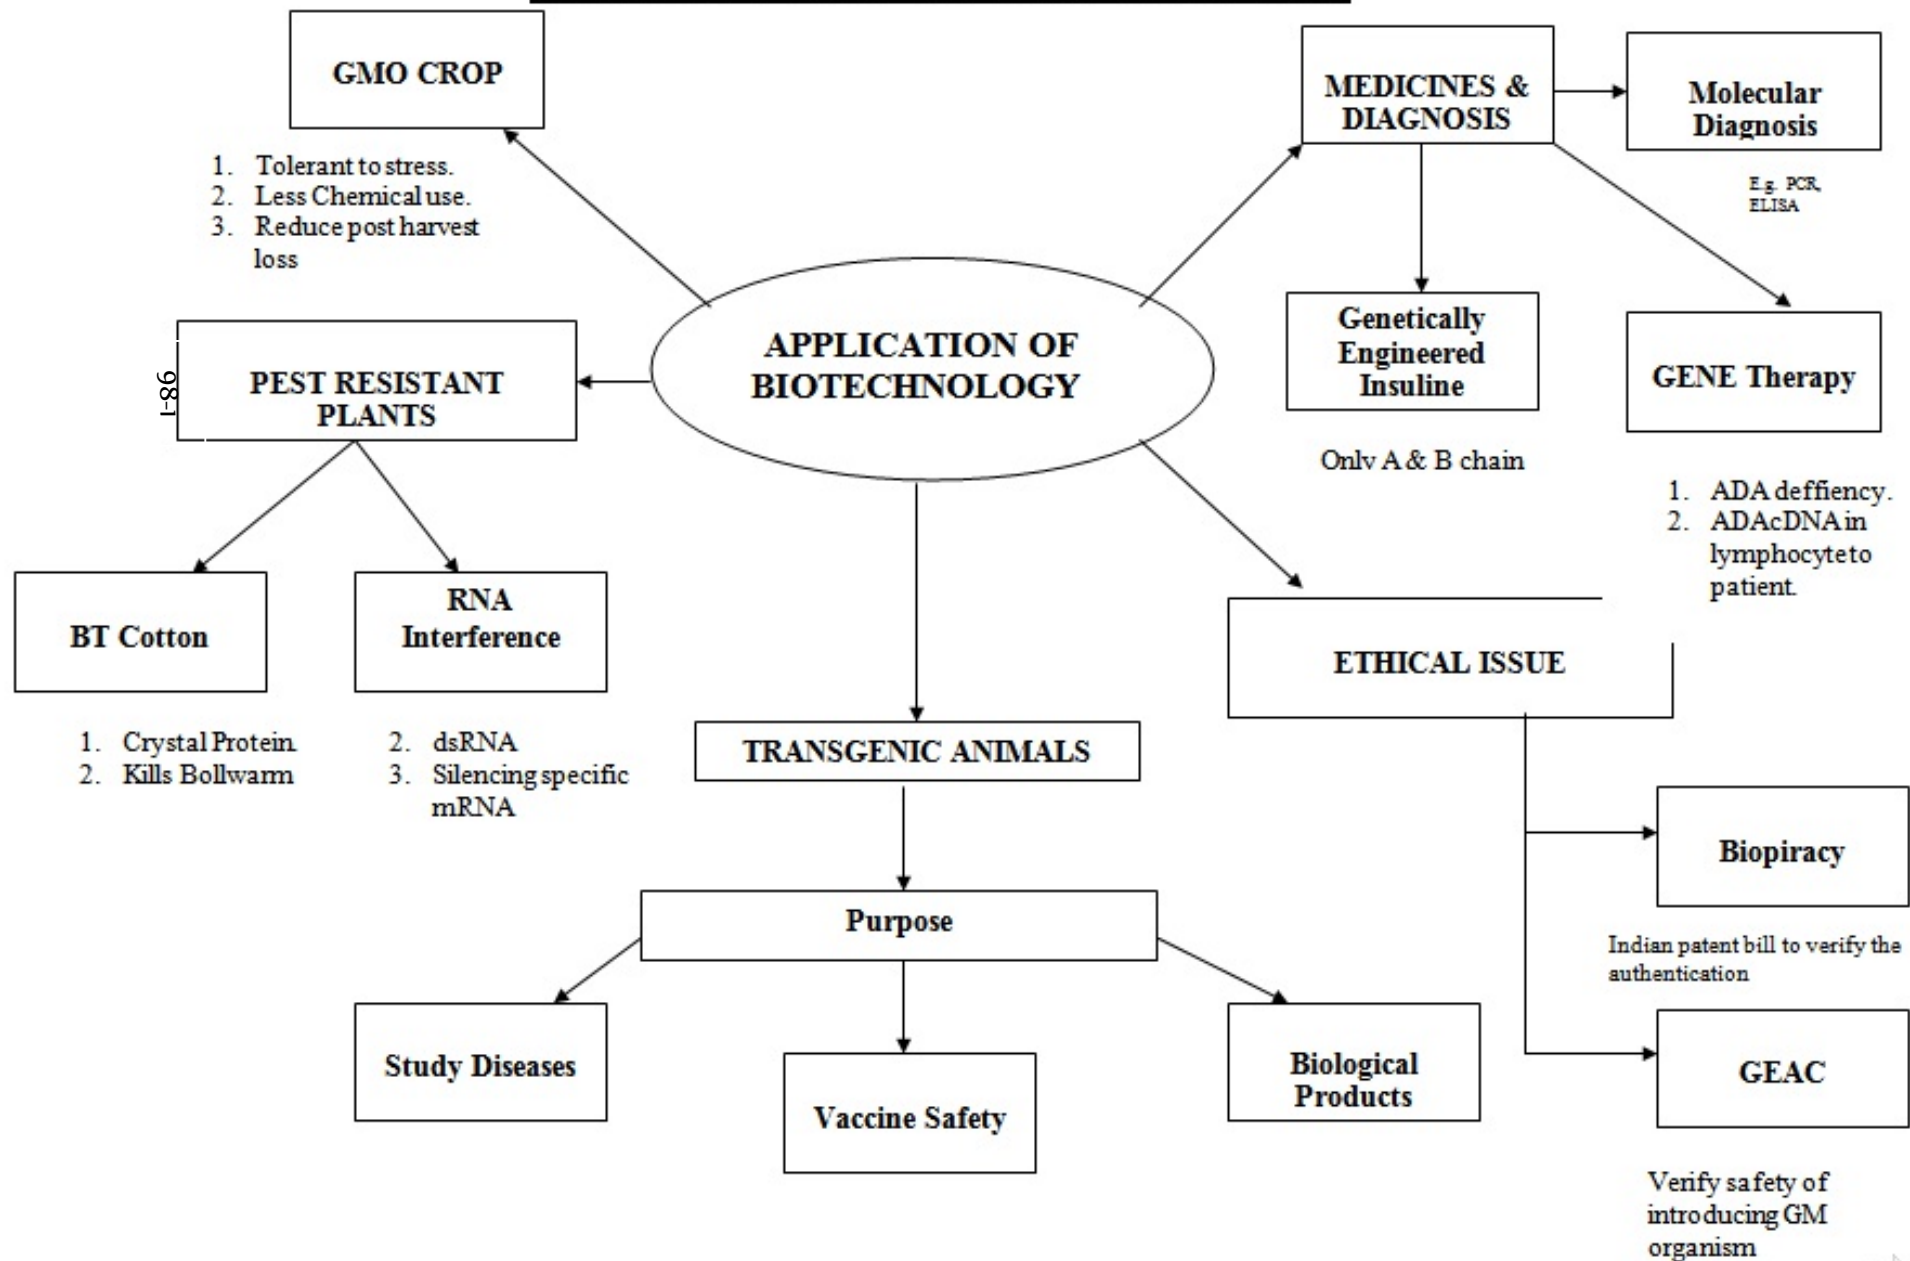 GMO CROP
1. Tolerant to stress.
2. Less Chemical use.
3. Reduce post harvest
loss
MEDICINES &
DIAGNOSIS
Molecular
Diagnosis
E.g. PCR,
ELISA
APPLICATION OF
BIOTECHNOLOGY
PEST RESISTANT
PLANTS
98-1
Genetically
Engineered
Insuline
Only A & B chain
GENE Therapy
1. ADA deffiency.
2. ADAcDNA in
lymphocyte to
patient.
BT Cotton
1. Crystal Protein
2. Kills Bollwarm
RNA
Interference
2. dsRNA
3. Silencing specific
mRNA
TRANSGENIC ANIMALS
Purpose
Study Diseases
Vaccine Safety
Biological
Products
ETHICAL ISSUE
Biopiracy
Indian patent bill to verify the
authentication
GEAC
Verify safety of
introducing GM
organism